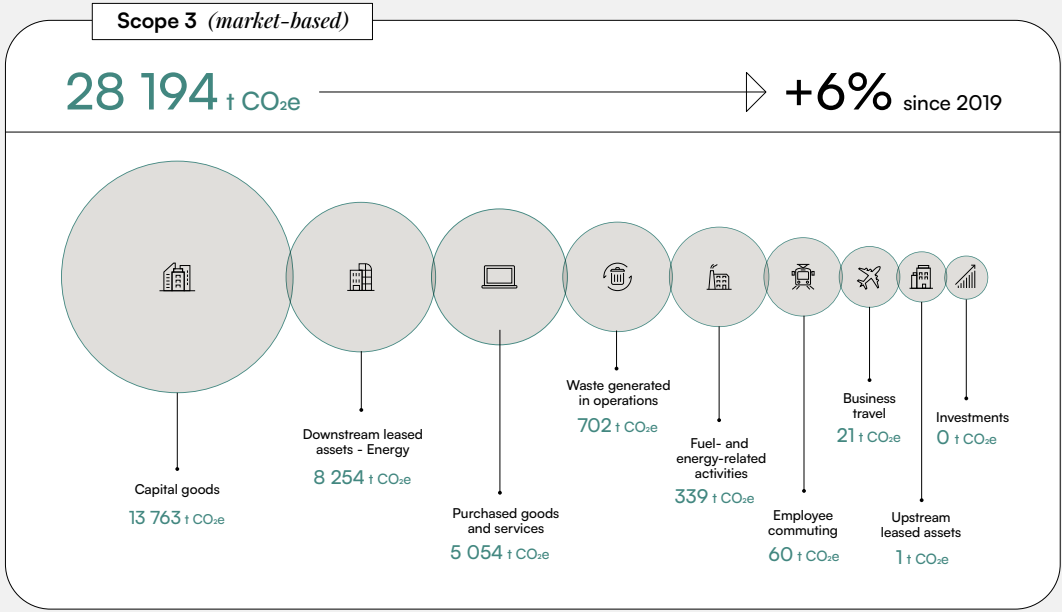 Scope 3 (market-based)
28 194 t CO₂e
+6% since 2019
Capital goods
13 763 t CO₂e
Downstream leased
assets - Energy
8 254 t CO₂e
Purchased goods
and services
5 054 t CO₂e
Waste generated
in operations
702 t CO₂e
Fuel- and
energy-related
activities
339 t CO₂e
Employee
commuting
60 t CO₂e
Business
travel
21 t CO₂e
Upstream
leased assets
1 t CO₂e
Investments
0 t CO₂e